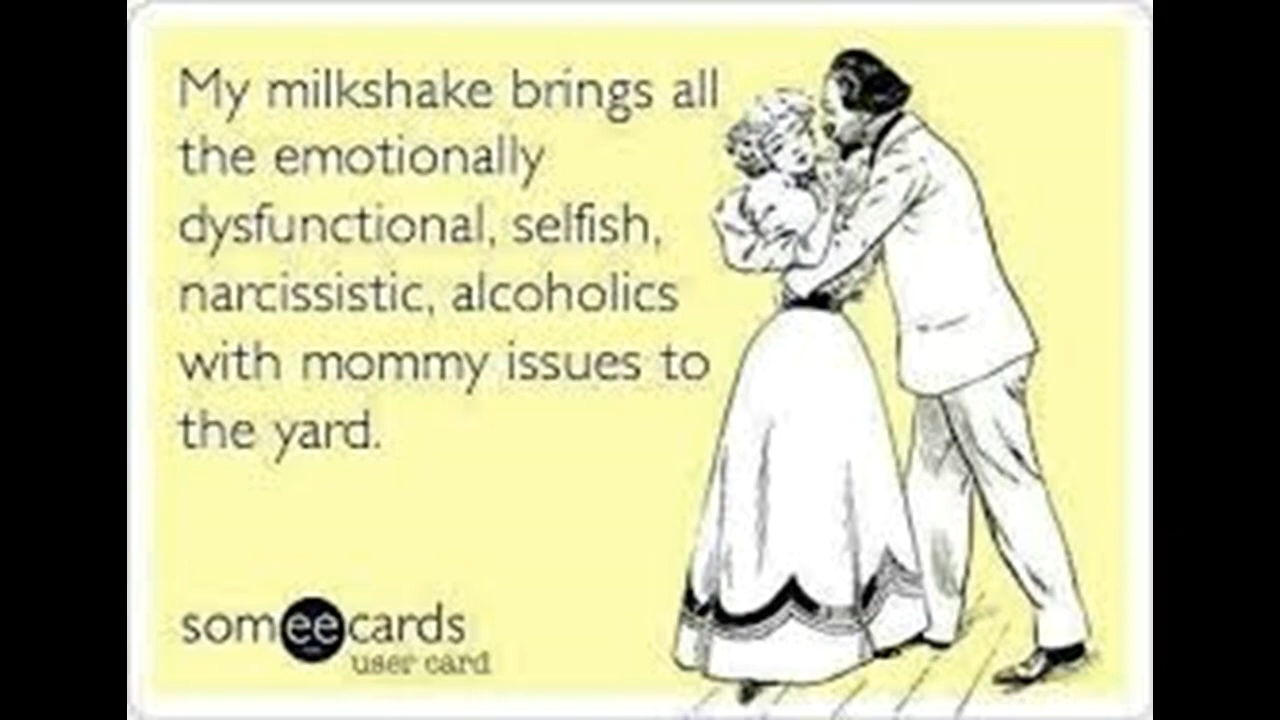 My milkshake brings all
the emotionally
dysfunctional, selfish,
narcissistic, alcoholics
with mommy issues to
the yard.
someecards
user card